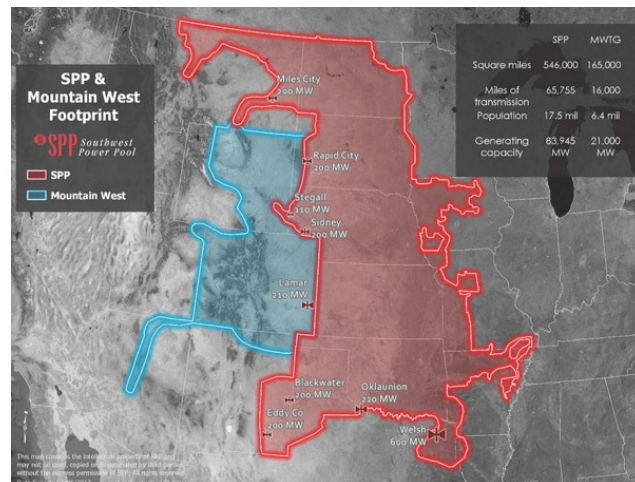 SPP &
Mountain West
Footprint
SPP Southwest
Power Pool
SPP
Mountain West
SPP MWTG
Square miles 546,000 165,000
Miles of
transmission 65,755 16,000
Population 17.5 mil 6.4 mil
Generating
capacity 83,945
MW 21,000
MW
Miles City
200 MW
Rapid City
200 MW
Stegall
110 MW
Sidney
200 MW
Lamar
210 MW
Blackwater
200 MW
Eddy Co
200 MW
Oklaunion
220 MW
Welsh
600 MW
This map contains the intellectual property of SPP and
may not be used, copied or disseminated by third parties
without the express permission of SPP. All rights reserved.